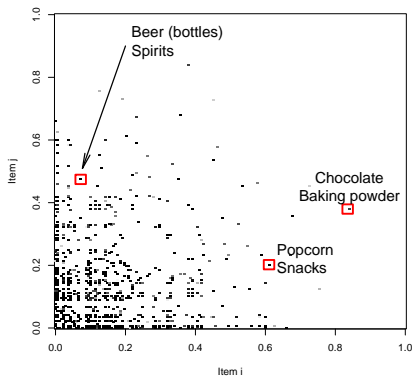 Beer (bottles)
Spirits
Chocolate
Baking powder
Popcorn
Snacks
Item j
1.0
0.8
0.6
0.4
0.2
0.0
0.0
0.2
0.4
0.6
0.8
1.0
Item i